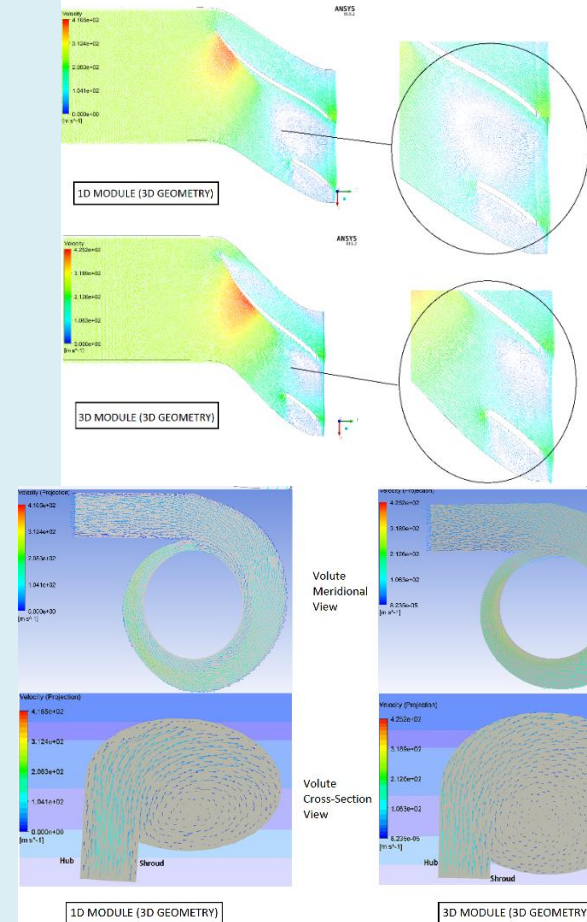 Velocity
ANSYS
4.165e+02
3.124e+02
2.083e+02
1.041e+02
0.000e+00
[m s^-1]
1D MODULE (3D GEOMETRY)
Velocity
ANSYS
4.252e+02
3.189e+02
2.126e+02
1.063e+02
0.000e+00
[m s^-1]
3D MODULE (3D GEOMETRY)
Velocity (Projection)
4.165e+02
3.124e+02
2.083e+02
1.041e+02
0.000e+00
[m s^-1]
Volute
Meridional
View
Velocity (Projection)
4.252e+02
3.189e+02
2.126e+02
1.063e+02
8.235e-05
[m s^-1]
Velocity (Projection)
4.165e+02
3.124e+02
2.083e+02
1.041e+02
0.000e+00
[m s^-1]
Hub
Shroud
Volute
Cross-Section
View
Velocity (Projection)
4.252e+02
3.189e+02
2.126e+02
1.063e+02
8.235e-05
[m s^-1]
Hub
Shroud
1D MODULE (3D GEOMETRY)
3D MODULE (3D GEOMETRY